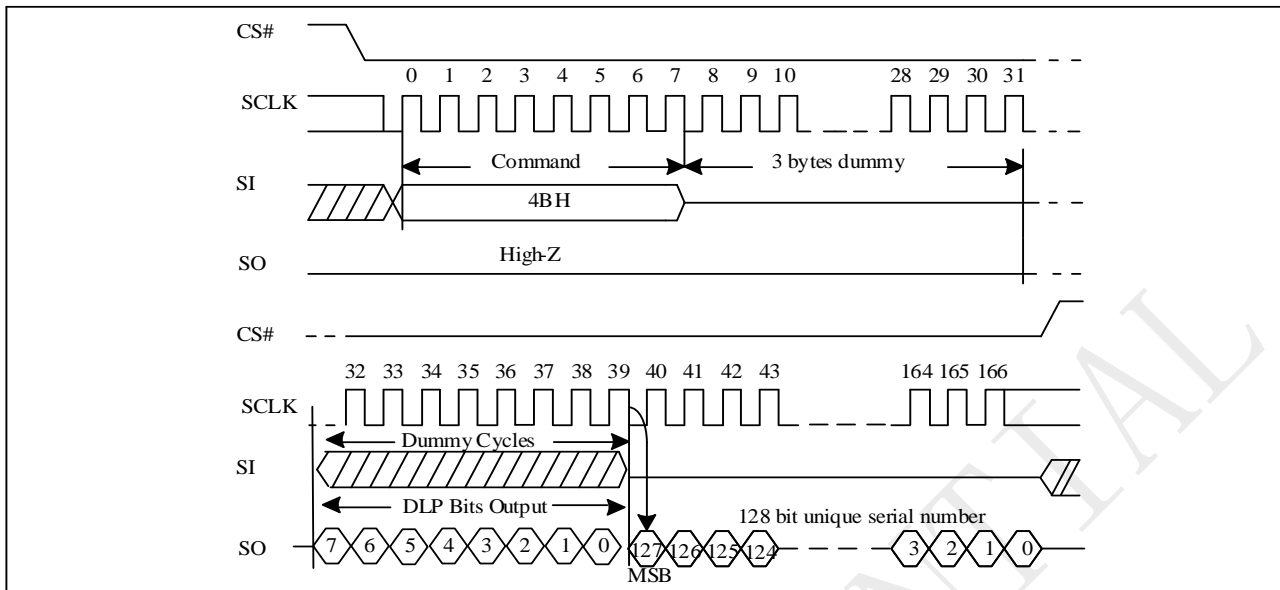 CS#
0 1 2 3 4 5 6 7 8 9 10 28 29 30 31
SCLK
Command 3 bytes dummy
SI
4BH
High-Z
SO
CS#
32 33 34 35 36 37 38 39 40 41 42 43 164 165 166
SCLK
Dummy Cycles
SI
DLP Bits Output
128 bit unique serial number
SO 7 6 5 4 3 2 1 0 127 126 125 124 3 2 1 0
MSB
NTIAL